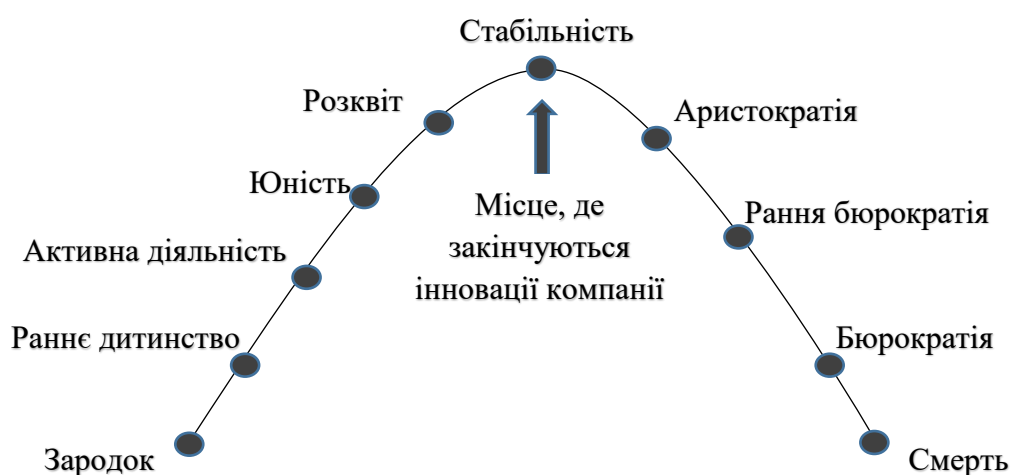 Стабільність
Розквіт
Аристократія
Юність
Місце, де
закінчуються
інновації компанії
Рання бюрократія
Активна діяльність
Раннє дитинство
Бюрократія
Зародок
Смерть